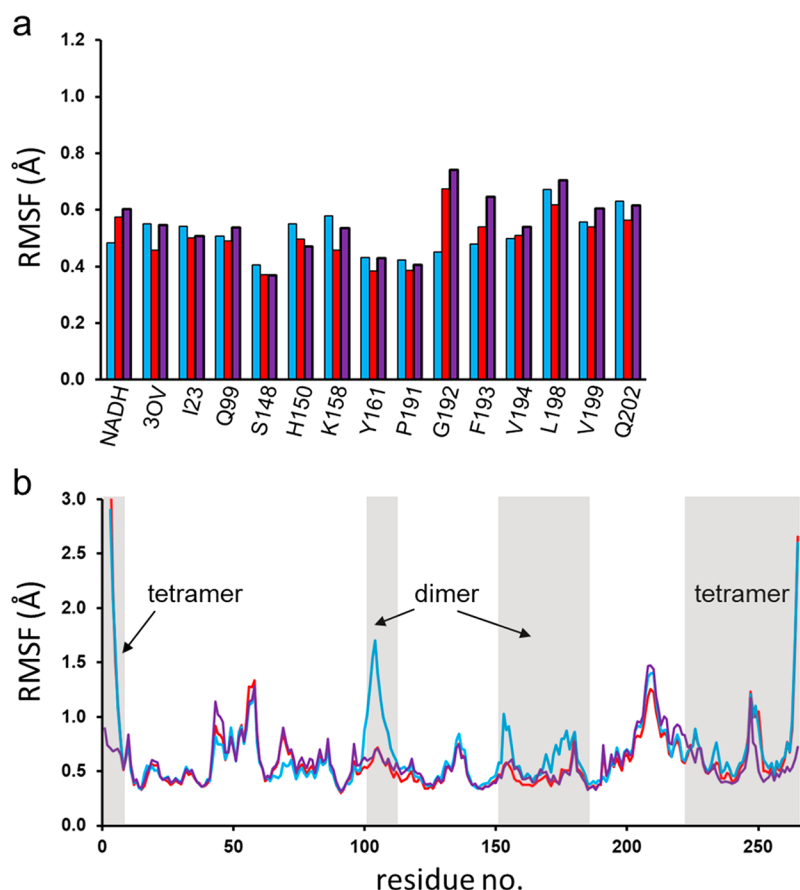 a
RMSF (Å)
1.2
1.0
0.8
0.6
0.4
0.2
0.0
NADH 3OV I23 Q99 S148 H150 K158 Y161 P191 G192 F193 V194 L198 V199 Q202
b
RMSF (Å)
3.0
2.5
2.0
1.5
1.0
0.5
0.0
tetramer dimer tetramer
0 50 100 150 200 250
residue no.